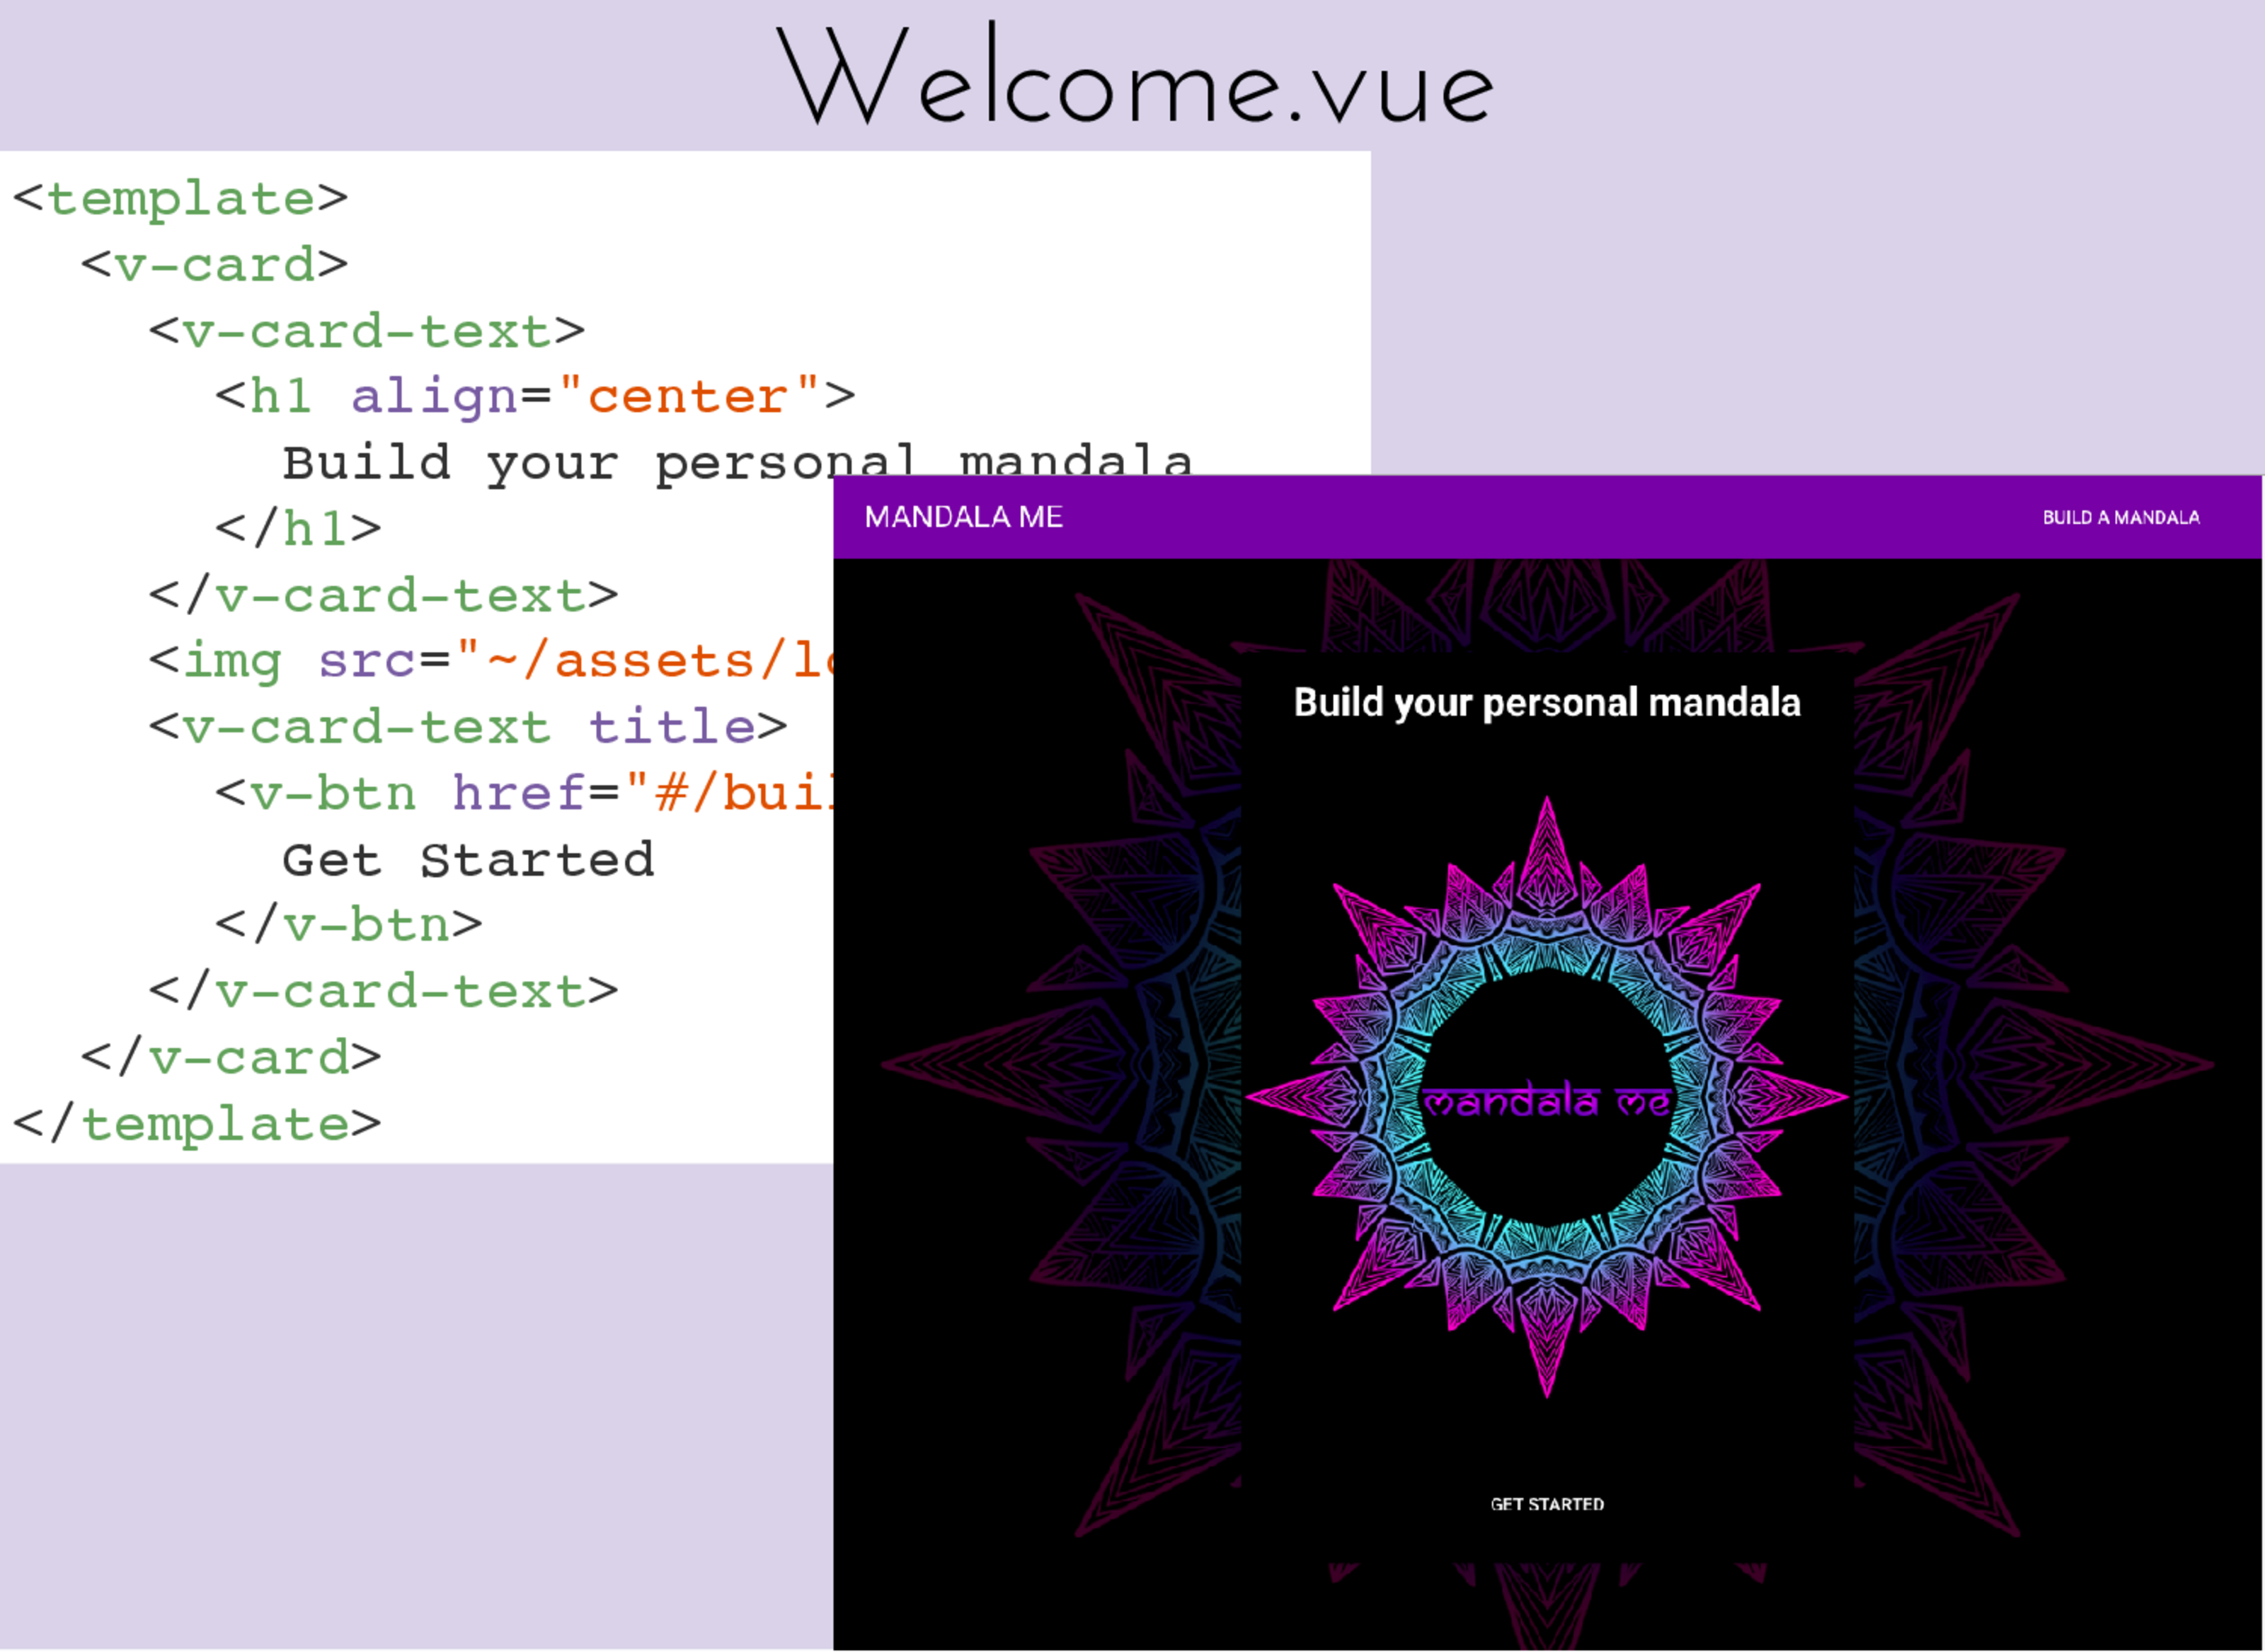 Welcome.vue
<template>
  <v-card>
    <v-card-text>
      <h1 align="center">
        Build your personal mandala
      </h1>
    </v-card-text>
    <img src="~/assets/lo
    <v-card-text title>
      <v-btn href="#/buil
        Get Started
      </v-btn>
    </v-card-text>
  </v-card>
</template>
MANDALA ME
BUILD A MANDALA
Build your personal mandala
mandala me
GET STARTED